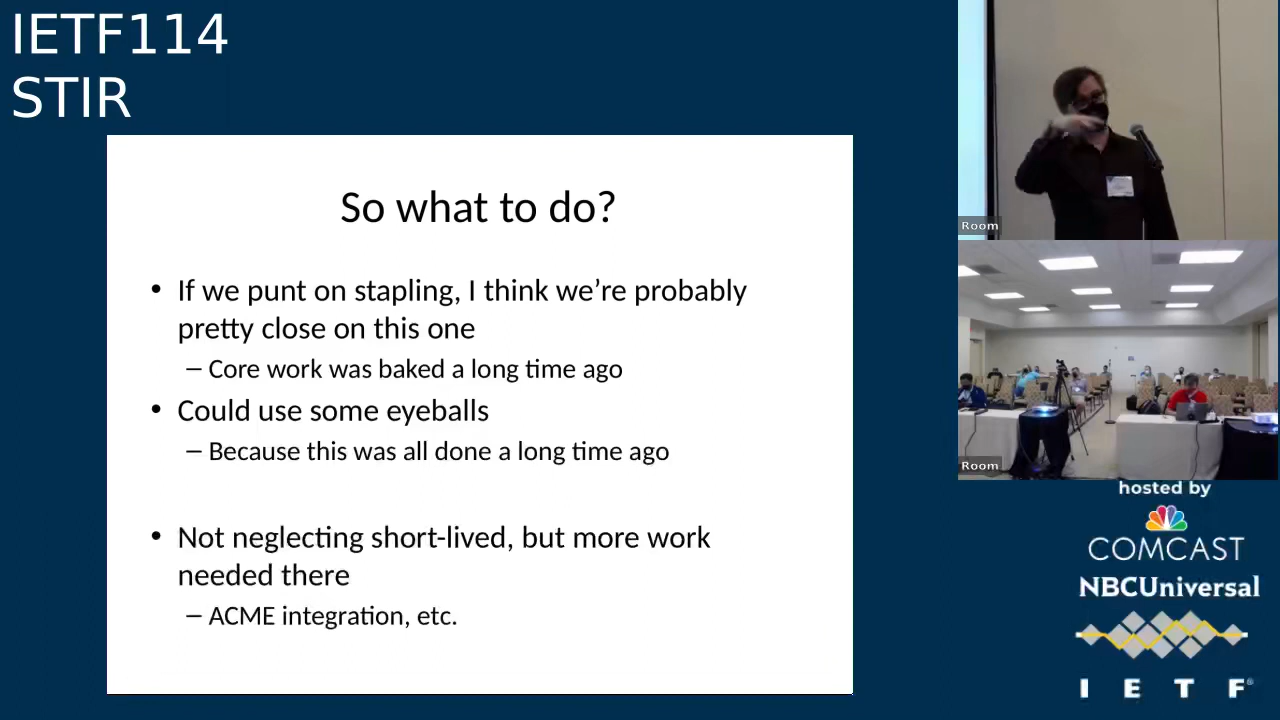 IETF114
STIR
So what to do?
• If we punt on stapling, I think we’re probably
pretty close on this one
– Core work was baked a long time ago
• Could use some eyeballs
– Because this was all done a long time ago
• Not neglecting short-lived, but more work
needed there
– ACME integration, etc.
Room
Room
hosted by
COMCAST
NBCUniversal
I E T F®